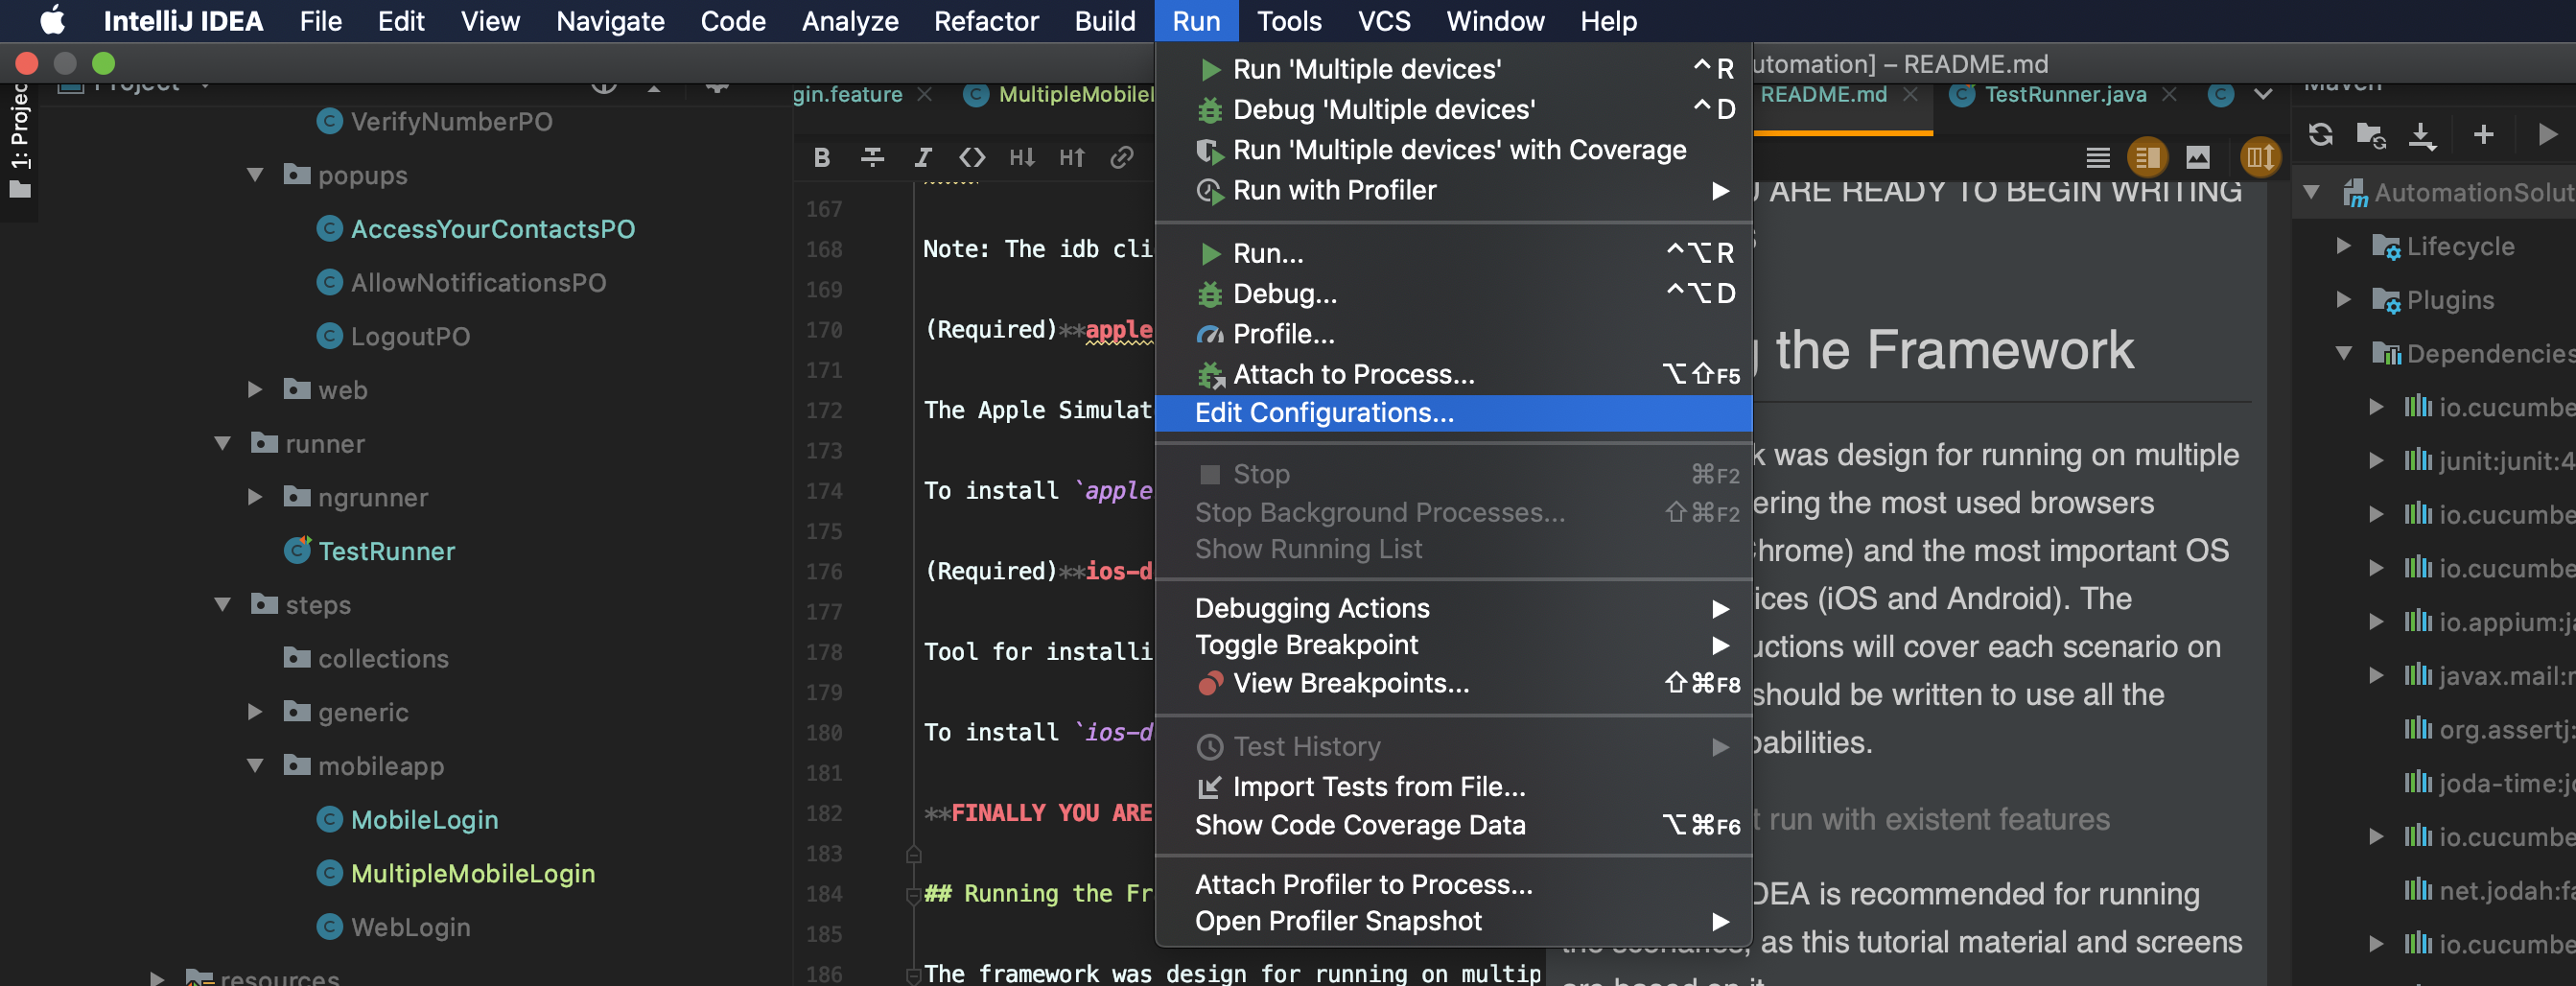 IntelliJ IDEA File Edit View Navigate Code Analyze Refactor Build Run Tools VCS Window Help
utomation] – README.md
1: Projec
Project
VerifyNumberPO
popups
AccessYourContactsPO
AllowNotificationsPO
LogoutPO
web
runner
ngrunner
TestRunner
steps
collections
generic
mobileapp
MobileLogin
MultipleMobileLogin
WebLogin
resources
gin.feature
MultipleMobileL
README.md
TestRunner.java
B I <> H↓ H↑
167
168 Note: The idb cli
169
170 (Required)**apple
171
172 The Apple Simulat
173
174 To install `apple
175
176 (Required)**ios-d
177
178 Tool for installi
179
180 To install `ios-d
181
182 **FINALLY YOU ARE
183
184 ## Running the Fr
185
186 The framework was design for running on multip
Run 'Multiple devices' ^R
Debug 'Multiple devices' ^D
Run 'Multiple devices' with Coverage
Run with Profiler
Run... ^⌥R
Debug... ^⌥D
Profile...
Attach to Process... ⌥⇧F5
Edit Configurations...
Stop ⌘F2
Stop Background Processes... ⇧⌘F2
Show Running List
Debugging Actions
Toggle Breakpoint
View Breakpoints... ⇧⌘F8
Test History
Import Tests from File...
Show Code Coverage Data ⌥⌘F6
Attach Profiler to Process...
Open Profiler Snapshot
U ARE READY TO BEGIN WRITING
S
g the Framework
k was design for running on multiple
ering the most used browsers
hrome) and the most important OS
ices (iOS and Android). The
uctions will cover each scenario on
should be written to use all the
pabilities.
t run with existent features
DEA is recommended for running
the scenarios, as this tutorial material and screens
are based on it
Maven
AutomationSolut
Lifecycle
Plugins
Dependencies
io.cucumbe
junit:junit:4
io.cucumbe
io.cucumbe
io.appium:ja
javax.mail:m
org.assertj:
joda-time:jo
io.cucumbe
net.jodah:fa
io.cucumbe